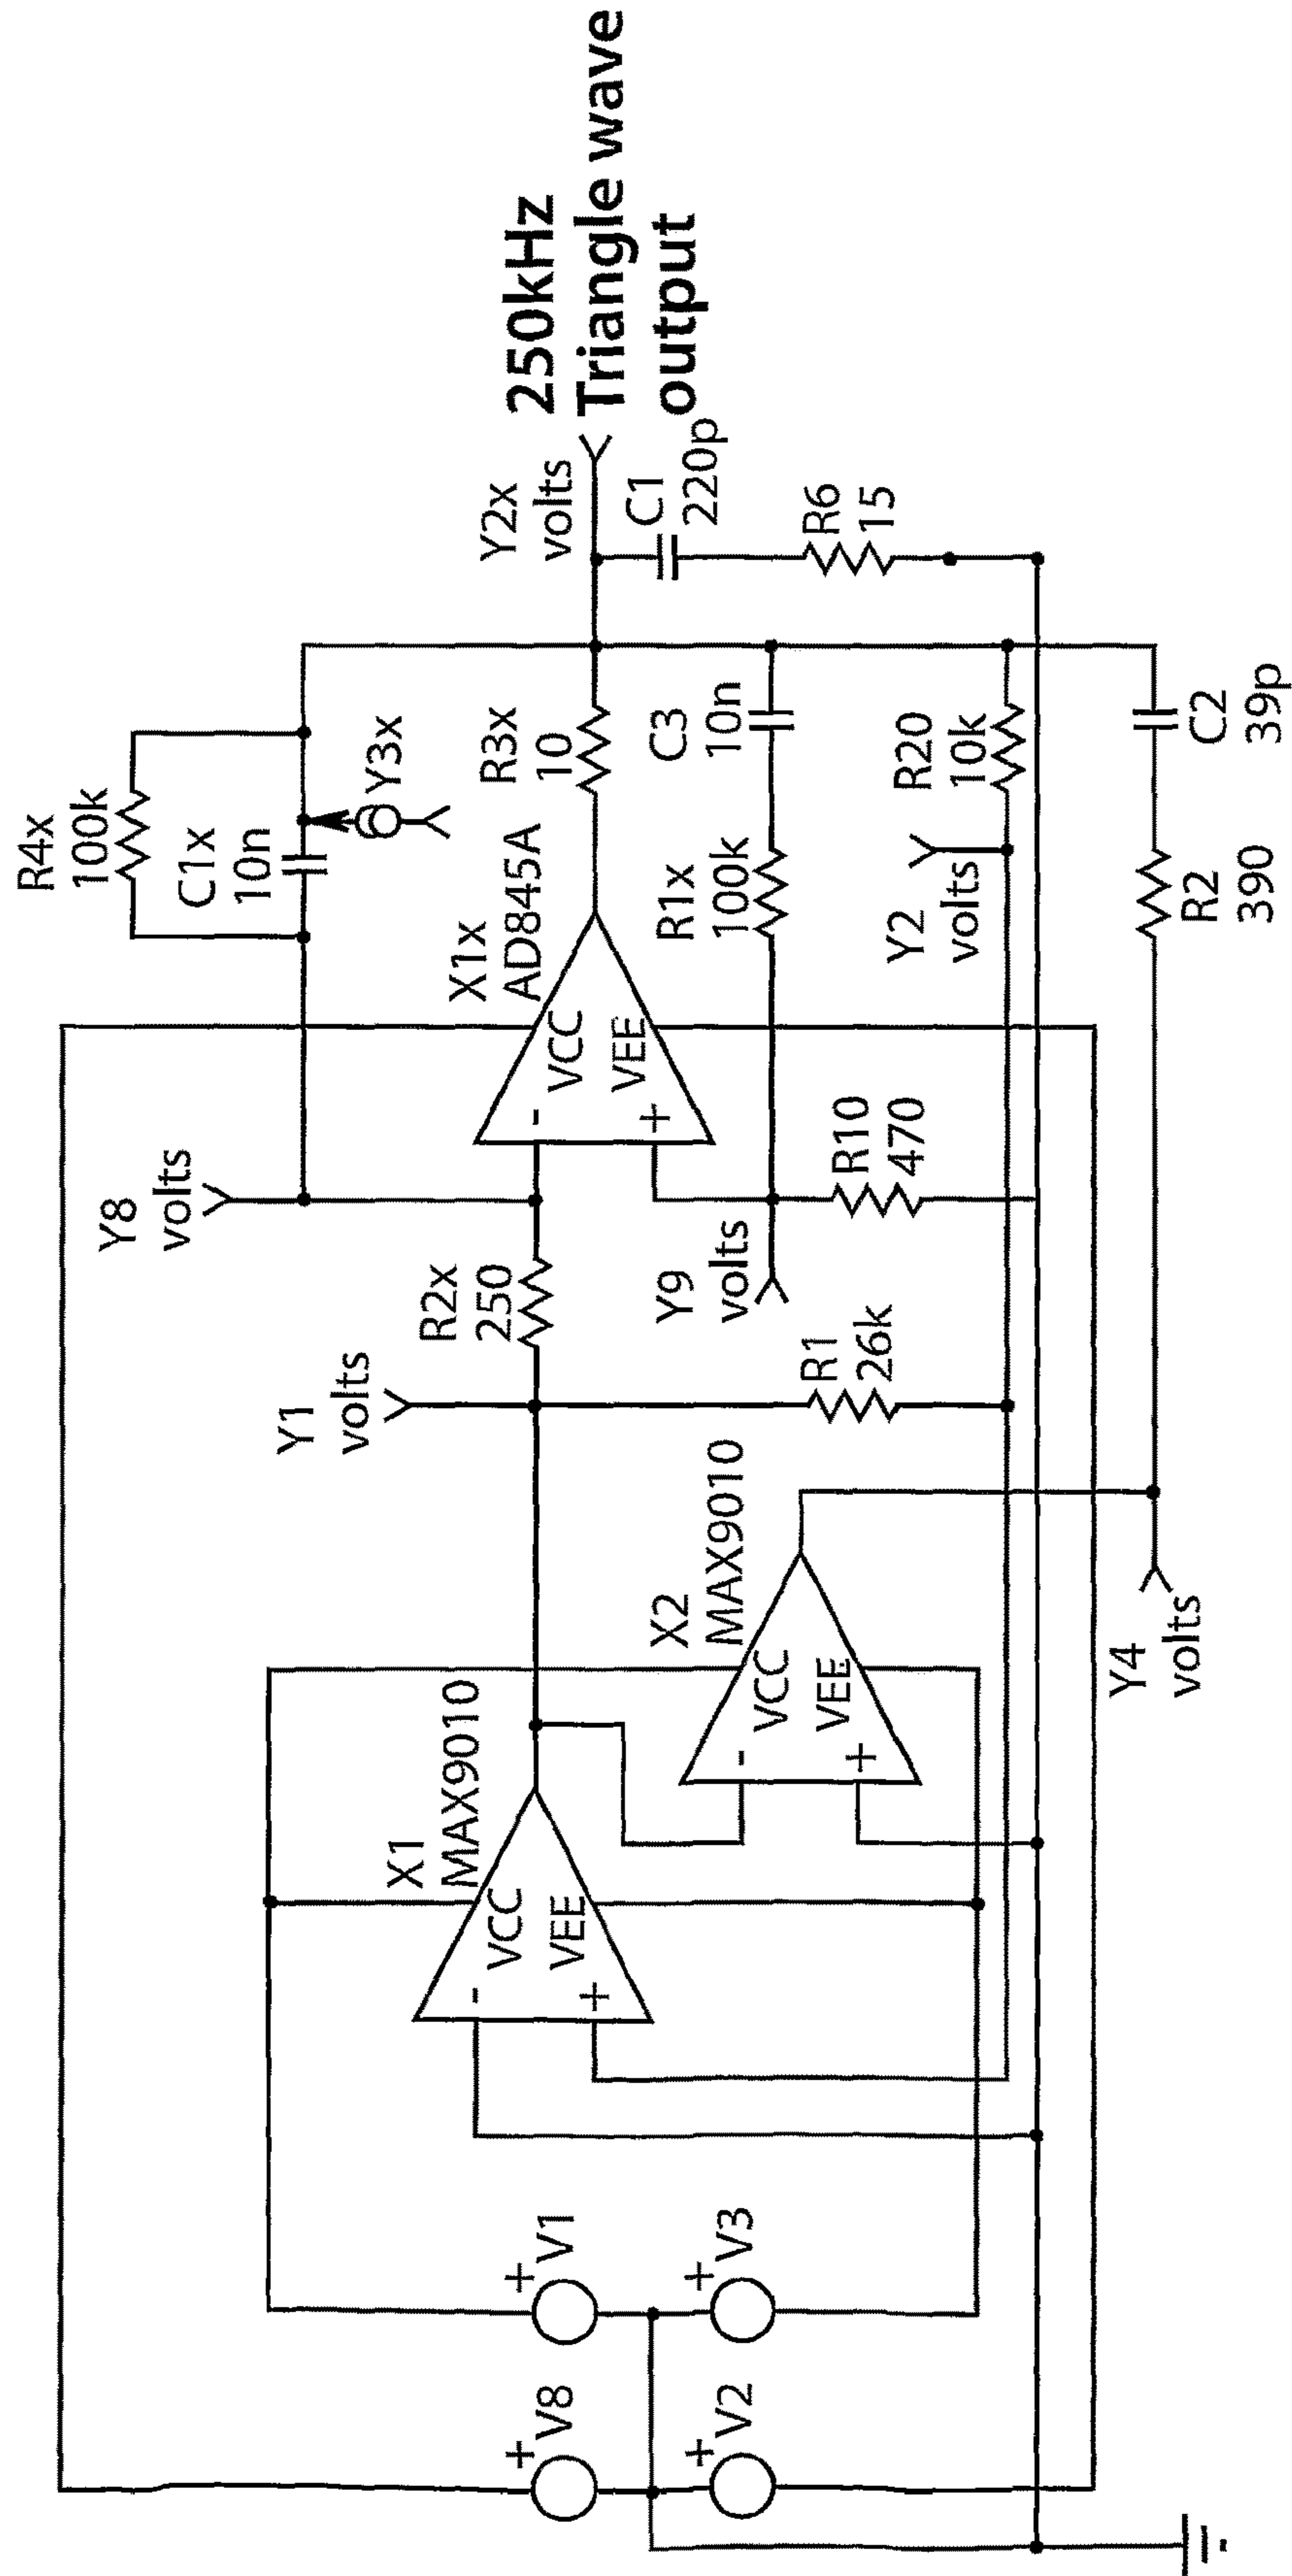 R4x
100k
C1x
10n
Y3x
Y8
volts
X1x
AD845A
VCC
VEE
-
+
R3x
10
Y2x
volts
250kHz
Triangle wave
output
C1
220p
R6
15
Y1
volts
R2x
250
Y9
volts
R1x
100k
C3
10n
R10
470
R1
26k
Y2
volts
R20
10k
X1
MAX9010
VCC
VEE
-
+
X2
MAX9010
VCC
VEE
-
+
Y4
volts
R2
390
C2
39p
+
V8
+
V1
+
V2
+
V3